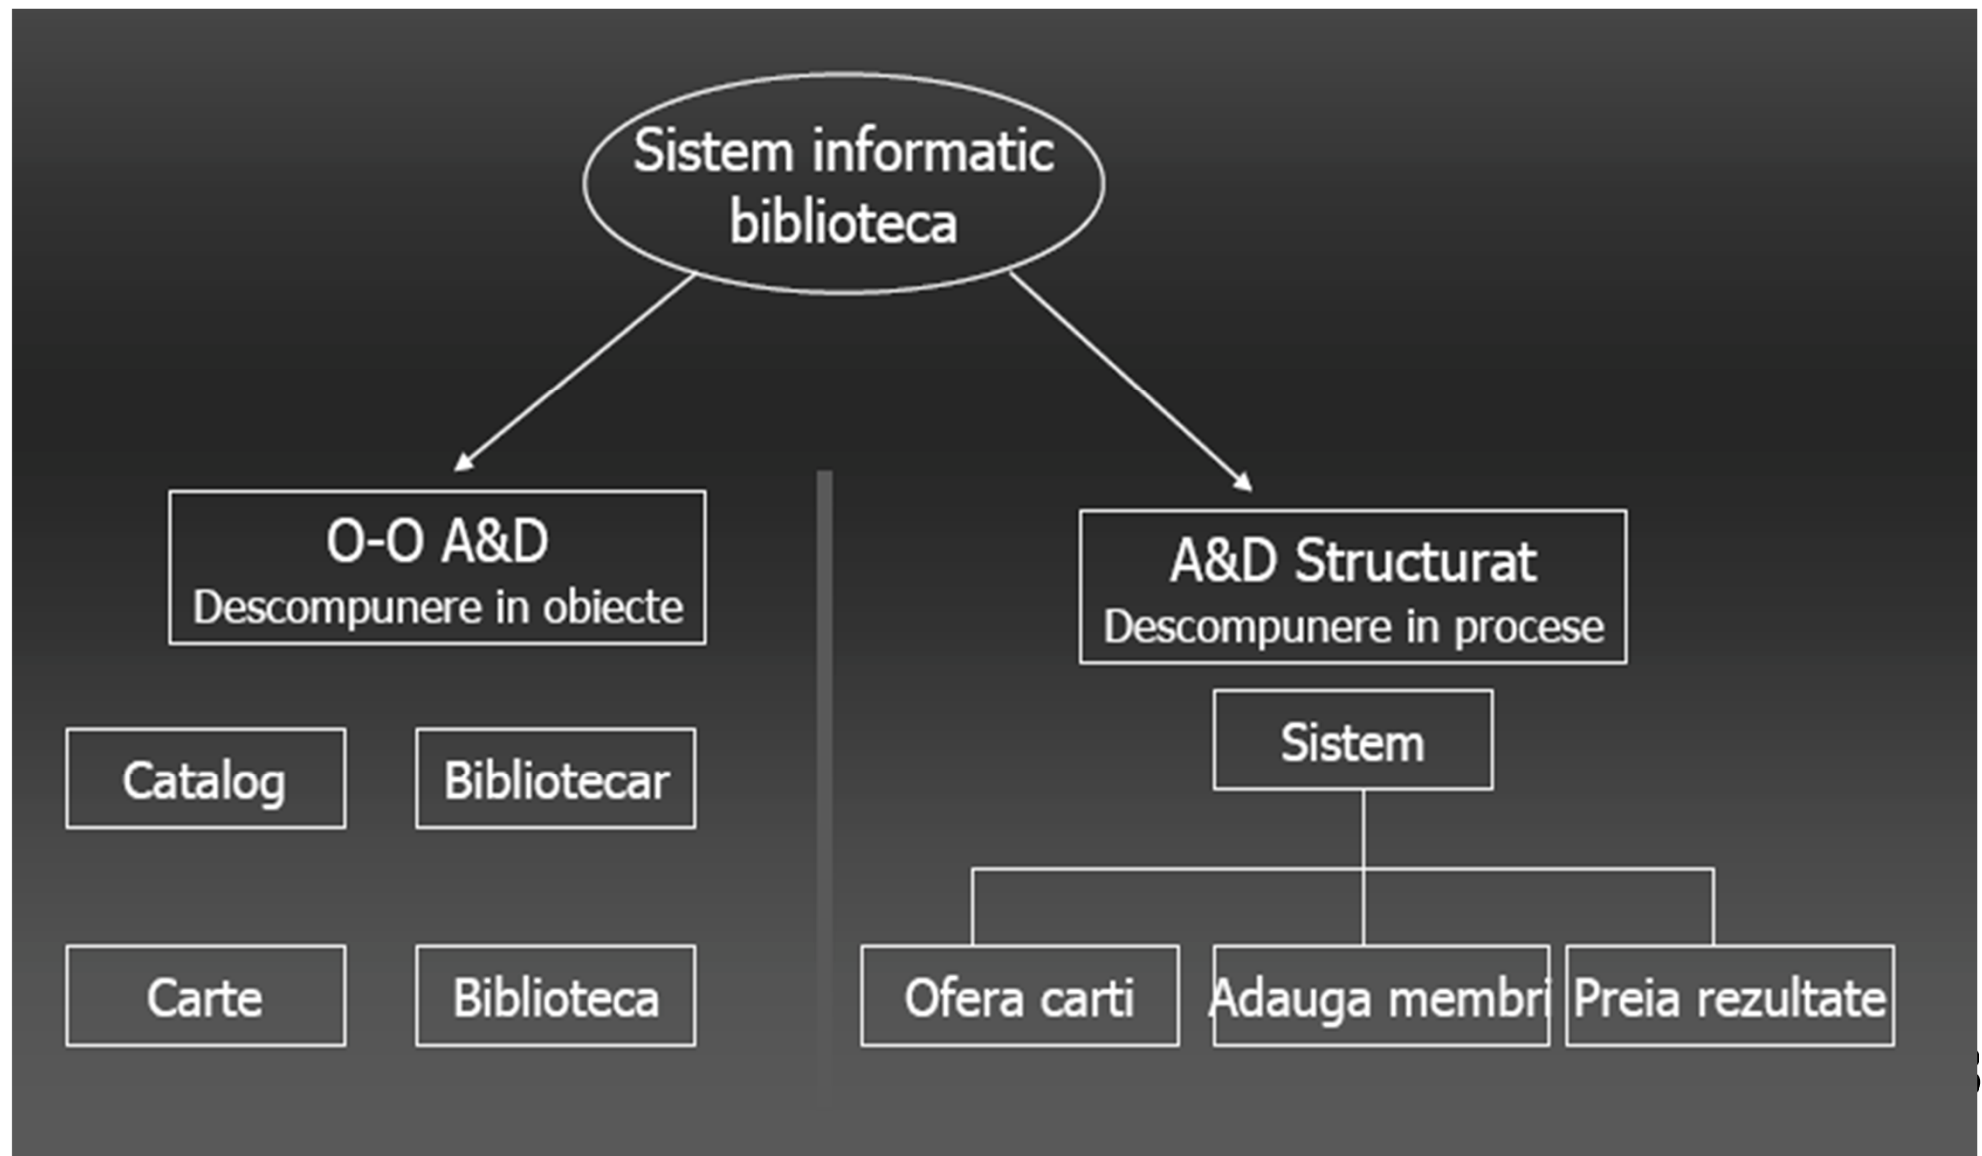 Sistem informatic
biblioteca
O-O A&D
Descompunere in obiecte
A&D Structurat
Descompunere in procese
Sistem
Catalog
Bibliotecar
Carte
Biblioteca
Ofera carti
Adauga membri
Preia rezultate